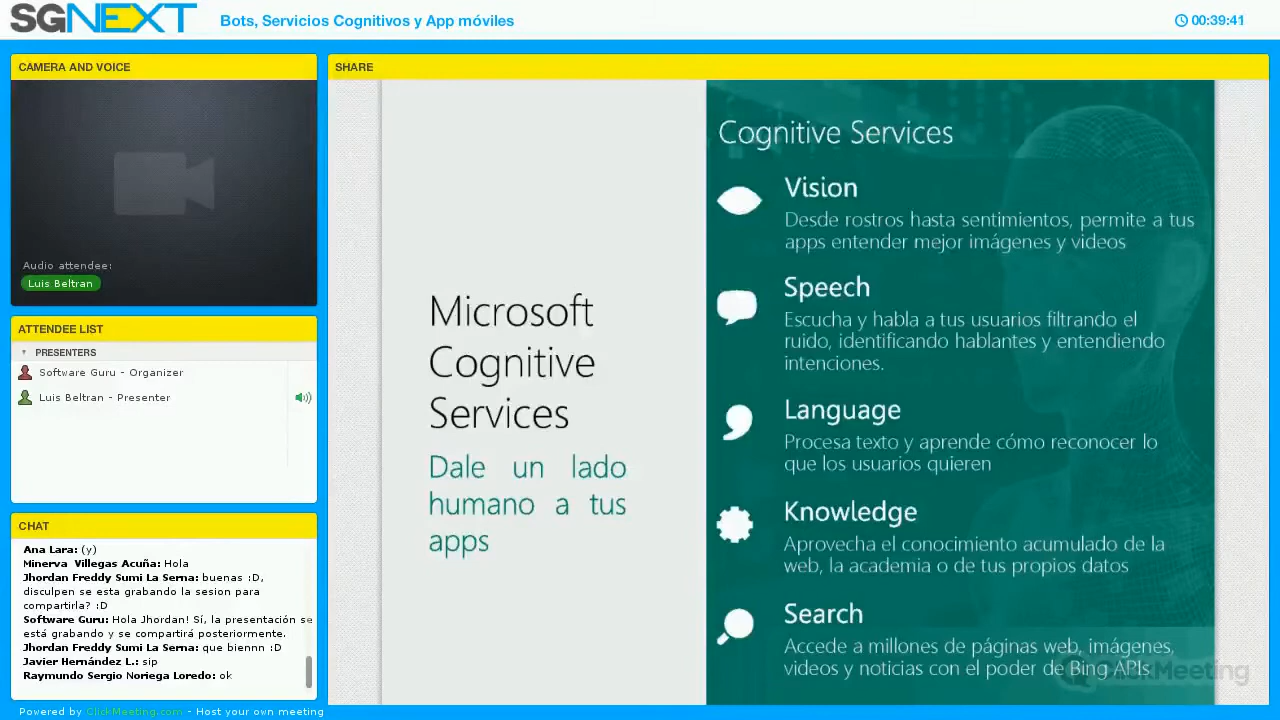 SGNEXT
Bots, Servicios Cognitivos y App móviles
00:39:41
CAMERA AND VOICE
Audio attendee:
Luis Beltran
ATTENDEE LIST
PRESENTERS
Software Guru - Organizer
Luis Beltran - Presenter
CHAT
Ana Lara: (y)
Minerva Villegas Acuña: Hola
Jhordan Freddy Sumi La Serna: buenas :D,
disculpen se esta grabando la sesion para
compartirla? :D
Software Guru: Hola Jhordan! Sí, la presentación se
está grabando y se compartirá posteriormente.
Jhordan Freddy Sumi La Serna: que biennn :D
Javier Hernández L.: sip
Raymundo Sergio Noriega Loredo: ok
SHARE
Microsoft
Cognitive
Services
Dale un lado
humano a tus
apps
Cognitive Services
Vision
Desde rostros hasta sentimientos, permite a tus
apps entender mejor imágenes y videos
Speech
Escucha y habla a tus usuarios filtrando el
ruido, identificando hablantes y entendiendo
intenciones.
Language
Procesa texto y aprende cómo reconocer lo
que los usuarios quieren
Knowledge
Aprovecha el conocimiento acumulado de la
web, la academia o de tus propios datos
Search
Accede a millones de páginas web, imágenes,
videos y noticias con el poder de Bing APIs
ClickMeeting
Powered by ClickMeeting.com - Host your own meeting